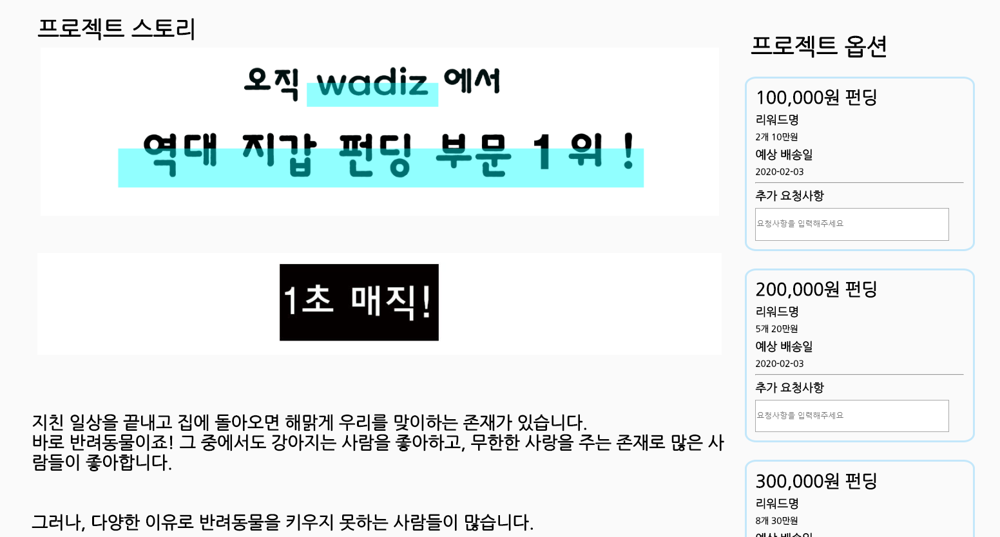 프로젝트 스토리
오직 wadiz 에서
역대 지갑 펀딩 부문 1 위 !
1초 매직!
지친 일상을 끝내고 집에 돌아오면 해맑게 우리를 맞이하는 존재가 있습니다.
바로 반려동물이죠! 그 중에서도 강아지는 사람을 좋아하고, 무한한 사랑을 주는 존재로 많은 사
람들이 좋아합니다.
그러나, 다양한 이유로 반려동물을 키우지 못하는 사람들이 많습니다.
프로젝트 옵션
100,000원 펀딩
리워드명
2개 10만원
예상 배송일
2020-02-03
추가 요청사항
요청사항을 입력해주세요
200,000원 펀딩
리워드명
5개 20만원
예상 배송일
2020-02-03
추가 요청사항
요청사항을 입력해주세요
300,000원 펀딩
리워드명
8개 30만원
예상 배송일